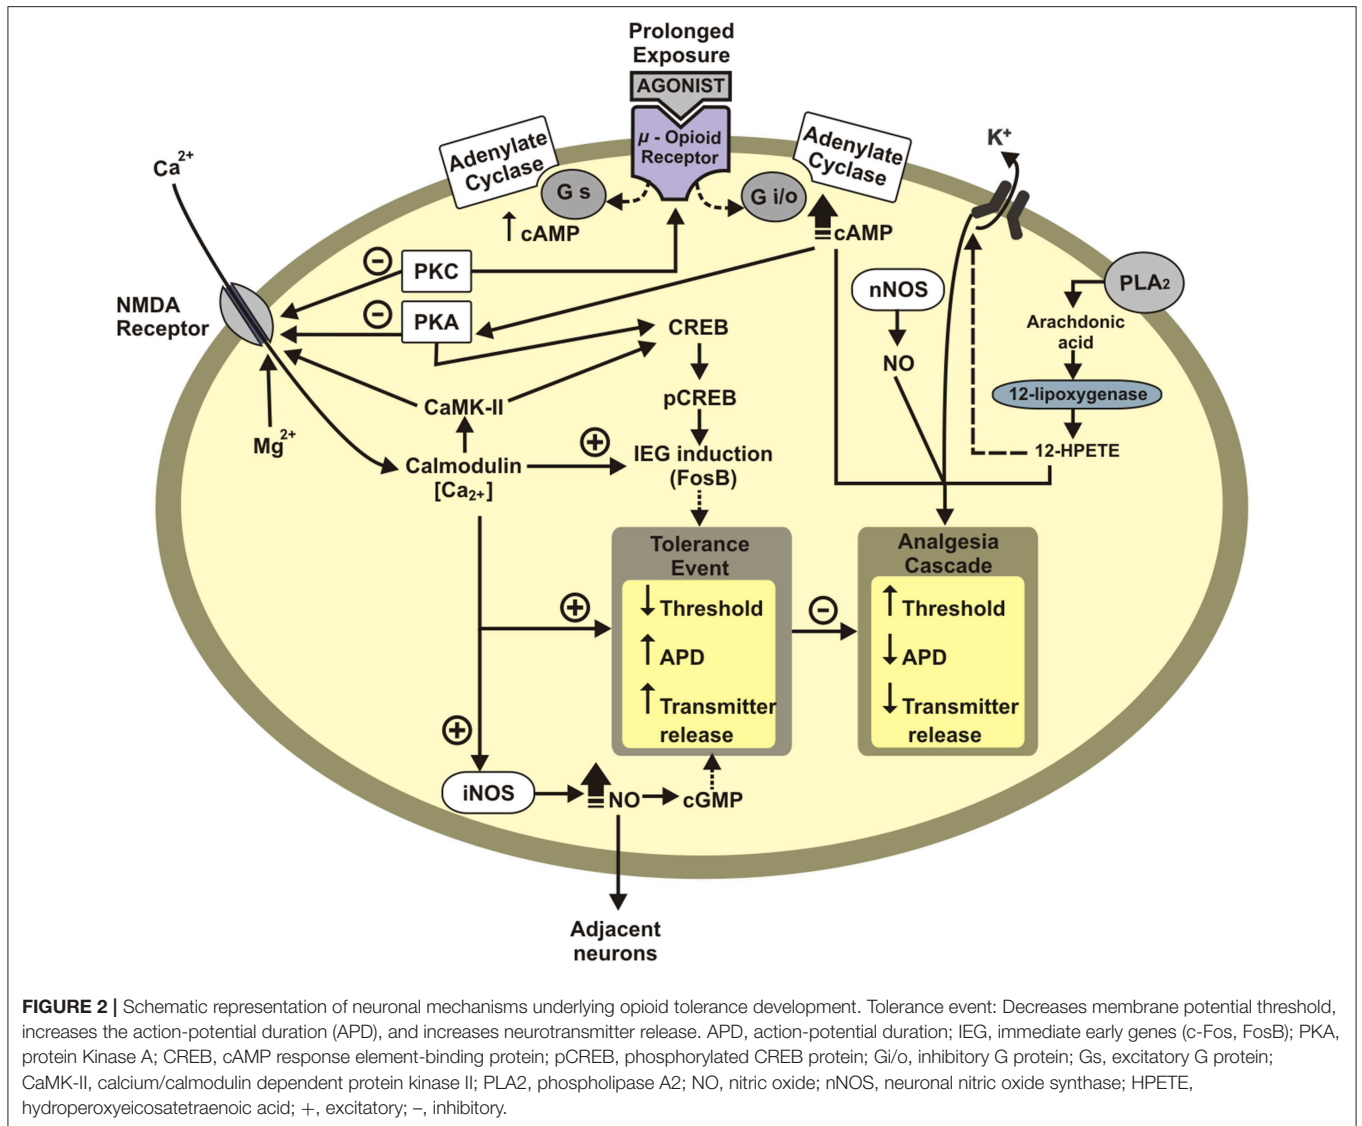 Prolonged
Exposure
AGONIST
μ - Opioid
Receptor
Adenylate
Cyclase
Adenylate
Cyclase
G s
G i/o
↑ cAMP
cAMP
K⁺
Ca²⁺
PKC
PKA
NMDA
Receptor
Mg²⁺
CaMK-II
Calmodulin
[Ca₂₊]
CREB
pCREB
IEG induction
(FosB)
nNOS
NO
PLA₂
Arachdonic
acid
12-lipoxygenase
12-HPETE
Tolerance
Event
↓ Threshold
↑ APD
↑ Transmitter
release
Analgesia
Cascade
↑ Threshold
↓ APD
↓ Transmitter
release
iNOS
NO
cGMP
Adjacent
neurons
FIGURE 2 | Schematic representation of neuronal mechanisms underlying opioid tolerance development. Tolerance event: Decreases membrane potential threshold,
increases the action-potential duration (APD), and increases neurotransmitter release. APD, action-potential duration; IEG, immediate early genes (c-Fos, FosB); PKA,
protein Kinase A; CREB, cAMP response element-binding protein; pCREB, phosphorylated CREB protein; Gi/o, inhibitory G protein; Gs, excitatory G protein;
CaMK-II, calcium/calmodulin dependent protein kinase II; PLA2, phospholipase A2; NO, nitric oxide; nNOS, neuronal nitric oxide synthase; HPETE,
hydroperoxyeicosatetraenoic acid; +, excitatory; –, inhibitory.